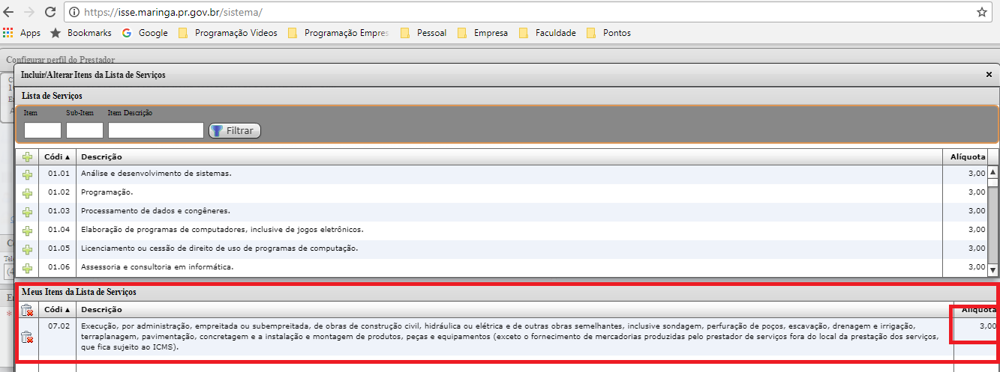 https://isse.maringa.pr.gov.br/sistema/
Apps Bookmarks Google Programação Videos Programação Empres Pessoal Empresa Faculdade Pontos
Configurar perfil do Prestador
Incluir/Alterar Itens da Lista de Serviços
Lista de Serviços
Item Sub-Item Item Descrição
Filtrar
Códi Descrição Alíquota
01.01 Análise e desenvolvimento de sistemas. 3,00
01.02 Programação. 3,00
01.03 Processamento de dados e congêneres. 3,00
01.04 Elaboração de programas de computadores, inclusive de jogos eletrônicos. 3,00
01.05 Licenciamento ou cessão de direito de uso de programas de computação. 3,00
01.06 Assessoria e consultoria em informática. 3,00
Meus Itens da Lista de Serviços
Códi Descrição Alíquota
07.02 Execução, por administração, empreitada ou subempreitada, de obras de construção civil, hidráulica ou elétrica e de outras obras semelhantes, inclusive sondagem, perfuração de poços, escavação, drenagem e irrigação, 3,00
terraplanagem, pavimentação, concretagem e a instalação e montagem de produtos, peças e equipamentos (exceto o fornecimento de mercadorias produzidas pelo prestador de serviços fora do local da prestação dos serviços,
que fica sujeito ao ICMS).